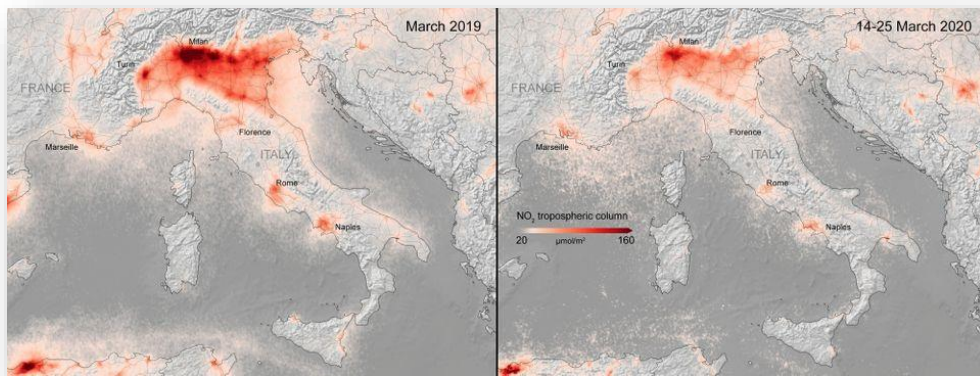 March 2019
Milan
Turin
FRANCE
Marseille
Florence
ITALY
Rome
Naples
14-25 March 2020
Milan
Turin
FRANCE
Marseille
Florence
ITALY
Rome
Naples
NO₂ tropospheric column
20 µmol/m² 160